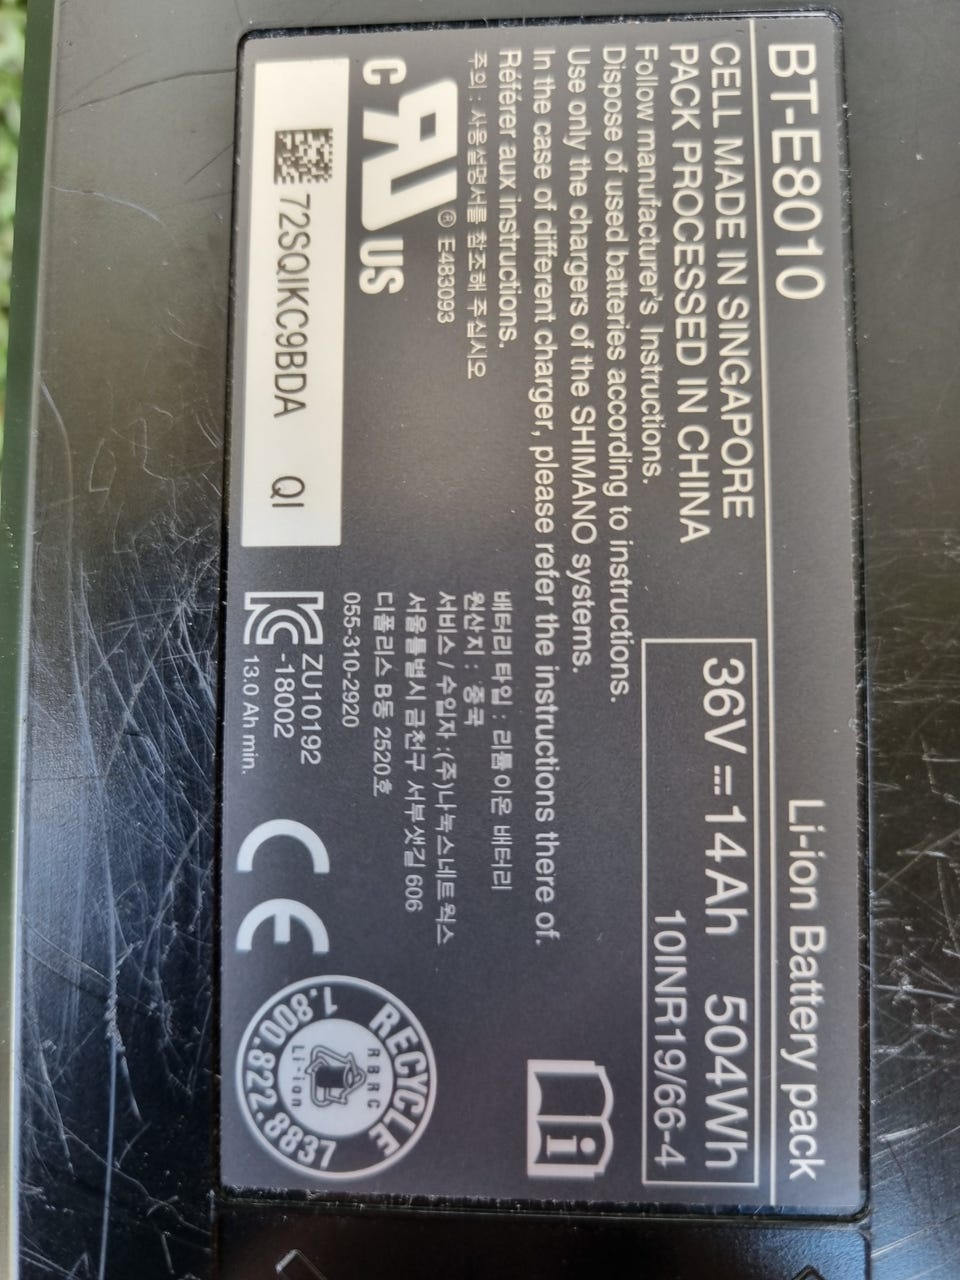 BT-E8010
Li-ion Battery pack
CELL MADE IN SINGAPORE
PACK PROCESSED IN CHINA
36V⎓14Ah 504Wh
10INR19/66-4
Follow manufacturer's Instructions.
Dispose of used batteries according to instructions.
Use only the chargers of the SHIMANO systems.
In the case of different charger, please refer the instructions there of.
Référer aux instructions.
주의 : 사용설명서를 참조해 주십시오
c RU US
® E483093
72SQIKC9BDA QI
배터리 타입 : 리튬이온 배터리
원산지 : 중국
서비스 / 수입자 :(주)나눅스네트웍스
서울특별시 금천구 서부샛길 606
디폴리스 B동 2520호
055-310-2920
ZU10192
-18002
13.0 Ah min.
CE
RECYCLE
RBRC
Li-ion
1.800.822.8837
i